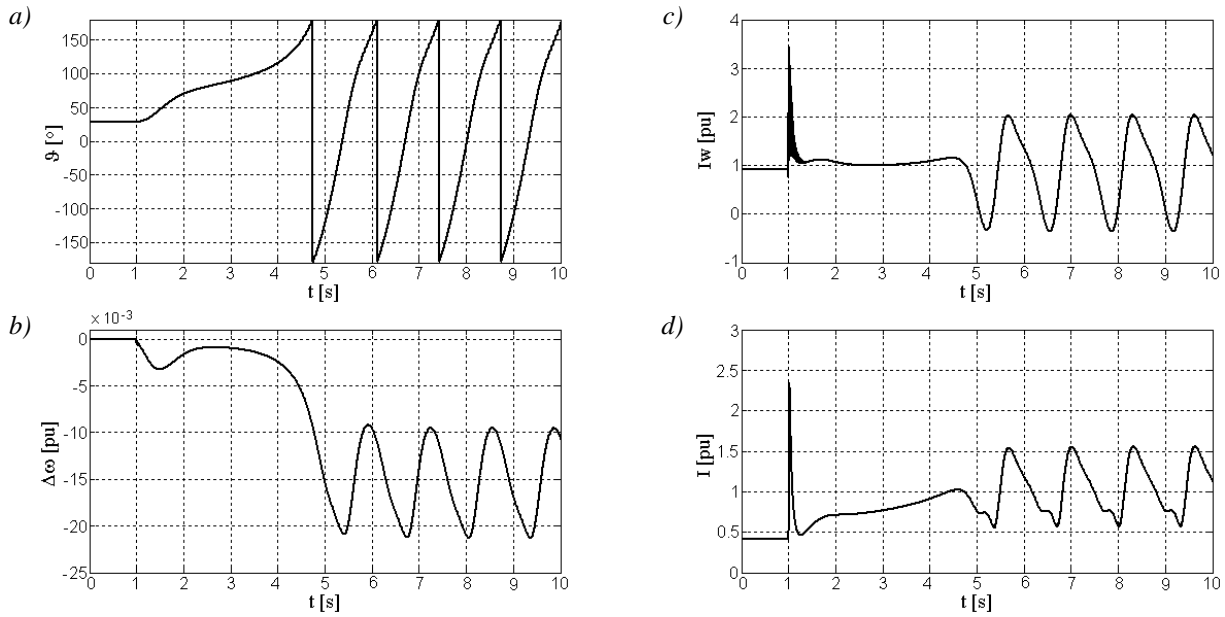 a)
150
100
50
0
-50
-100
-150
ϑ [°]
0 1 2 3 4 5 6 7 8 9 10
t [s]
b)
× 10⁻³
0
-5
-10
-15
-20
-25
Δω [pu]
0 1 2 3 4 5 6 7 8 9 10
t [s]
c)
4
3
2
1
0
-1
Iw [pu]
0 1 2 3 4 5 6 7 8 9 10
t [s]
d)
3
2.5
2
1.5
1
0.5
0
I [pu]
0 1 2 3 4 5 6 7 8 9 10
t [s]